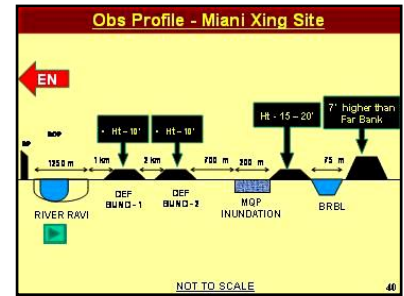 Obs Profile - Miani Xing Site
EN
• Ht – 10'
• Ht – 10'
Ht - 15 – 20'
7' higher than
Far Bank
BOP
1250 m
1 km
2 km
700 m
200 m
75 m
RIVER RAVI
DEF
BUND - 1
DEF
BUND - 2
MQP
INUNDATION
BRBL
NOT TO SCALE
40